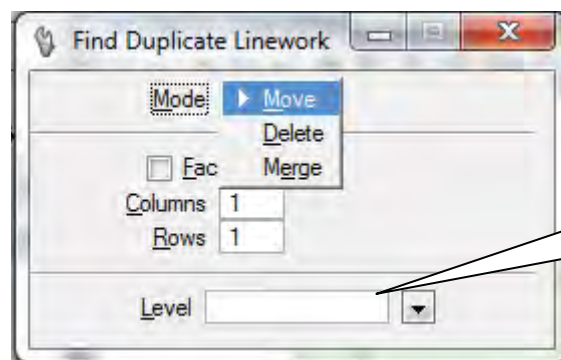 Find Duplicate Linework
Mode Move
Delete
Fac Merge
Columns 1
Rows 1
Level